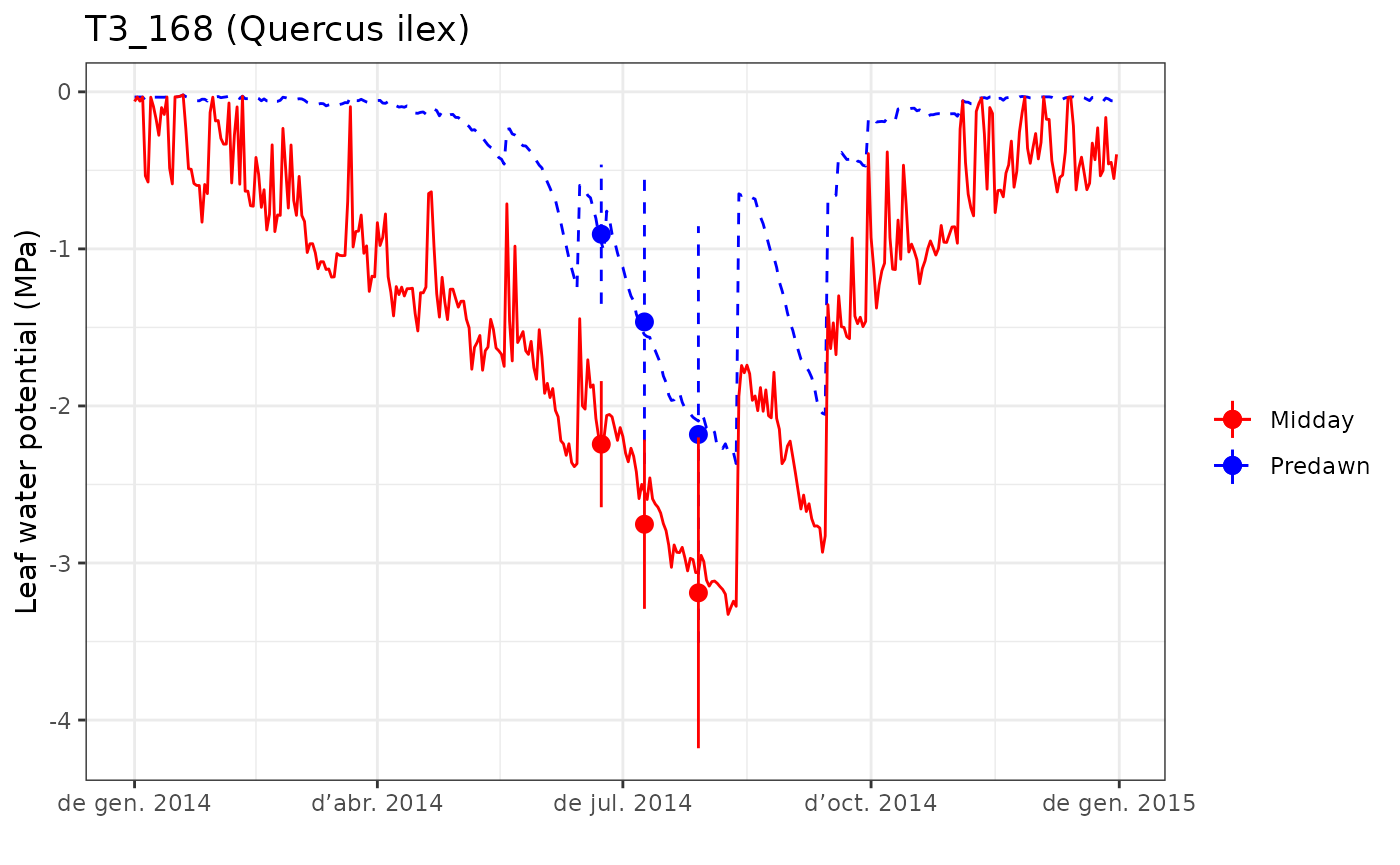 T3_168 (Quercus ilex)
Leaf water potential (MPa)
0
-1
-2
-3
-4
de gen. 2014
d’abr. 2014
de jul. 2014
d’oct. 2014
de gen. 2015
Midday
Predawn